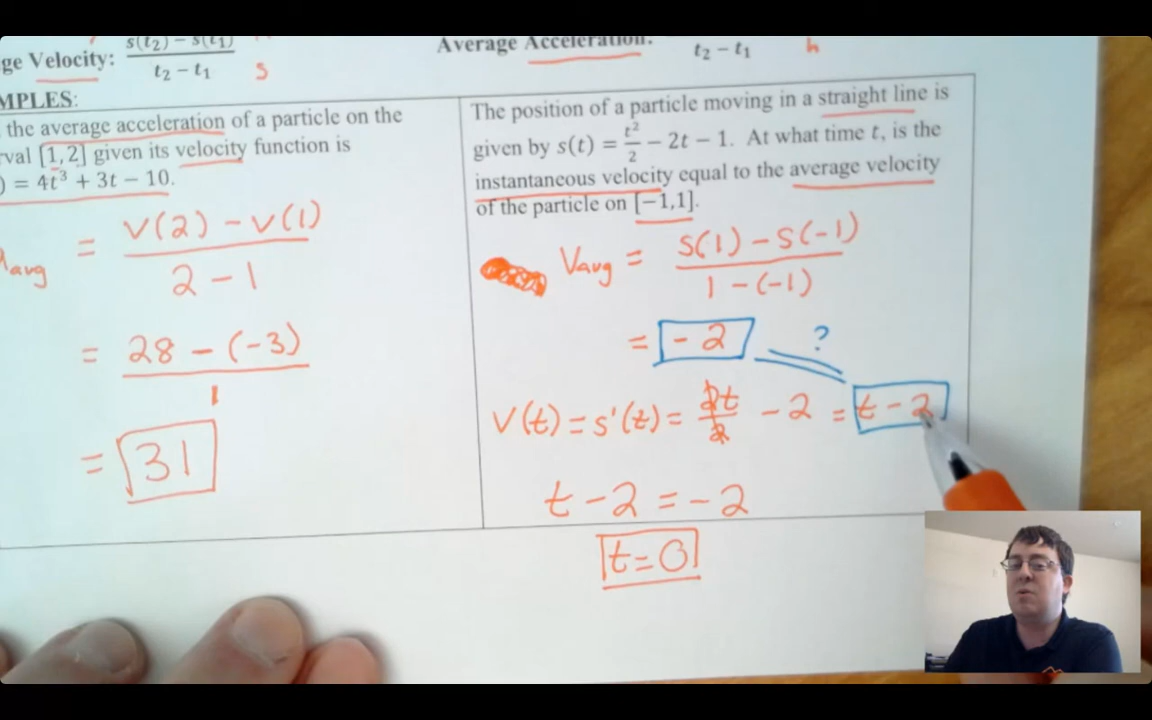 ge Velocity: s(t₂) − s(t₁) / t₂ − t₁ s
Average Acceleration: t₂ − t₁ h
MPLES:
the average acceleration of a particle on the
rval [1,2] given its velocity function is
) = 4t³ + 3t − 10.
avg = V(2) − V(1) / 2 − 1
= 28 − (−3) / 1
= 31
The position of a particle moving in a straight line is
given by s(t) = t²/2 − 2t − 1. At what time t, is the
instantaneous velocity equal to the average velocity
of the particle on [−1,1].
Vavg = S(1) − S(−1) / 1 − (−1)
= −2 ?
V(t) = s'(t) = 2t/2 − 2 = t − 2
t − 2 = −2
t = 0